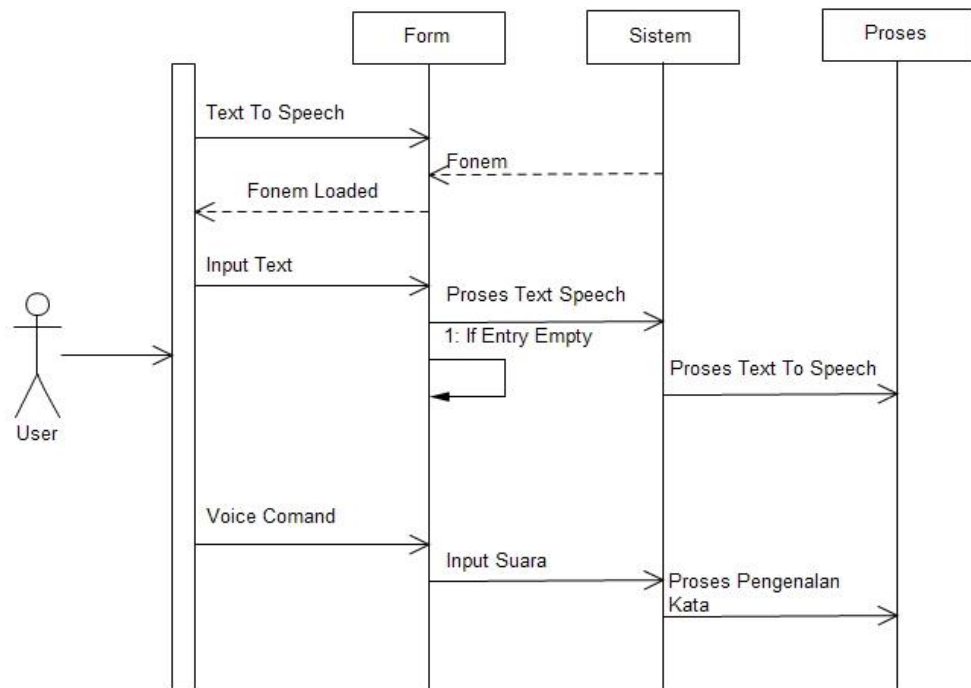 Form
Sistem
Proses
Text To Speech
Fonem
Fonem Loaded
Input Text
Proses Text Speech
1: If Entry Empty
Proses Text To Speech
User
Voice Comand
Input Suara
Proses Pengenalan
Kata